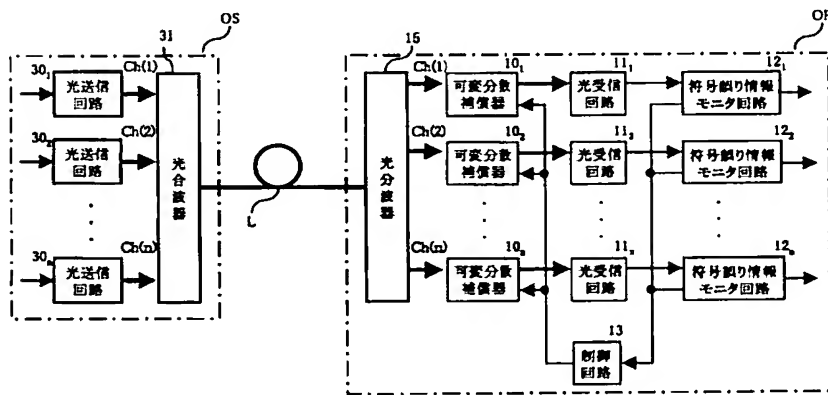 OS
31
30₁
光送信
回路
Ch(1)
30₂
光送信
回路
Ch(2)
30ₙ
光送信
回路
Ch(n)
光合波器
L
15
光分波器
Ch(1)
10₁
可変分散
補償器
11₁
光受信
回路
12₁
符号誤り情報
モニタ回路
Ch(2)
10₂
可変分散
補償器
11₂
光受信
回路
12₂
符号誤り情報
モニタ回路
Ch(n)
10ₙ
可変分散
補償器
11ₙ
光受信
回路
12ₙ
符号誤り情報
モニタ回路
13
制御
回路